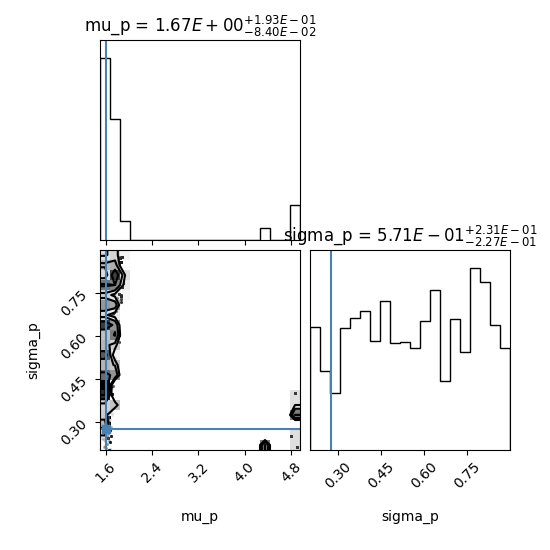 mu_p = 1.67E + 00+1.93E−01 −8.40E−02
sigma_p = 5.71E − 01+2.31E−01 −2.27E−01
0.75
0.60
0.45
0.30
sigma_p
1.6 2.4 3.2 4.0 4.8
0.30 0.45 0.60 0.75
mu_p
sigma_p